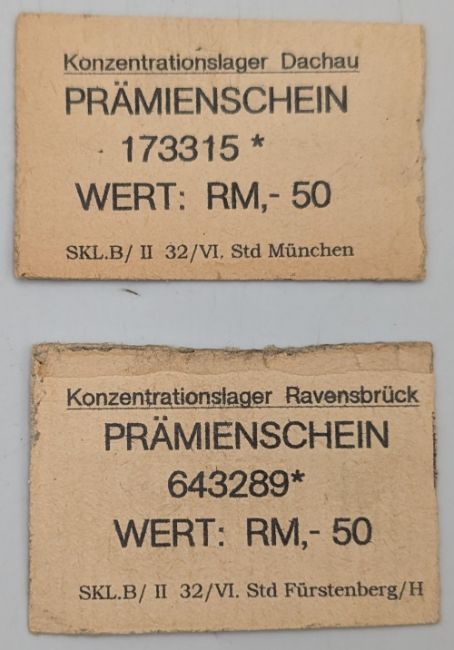 Konzentrationslager Dachau
PRÄMIENSCHEIN
173315 *
WERT: RM,- 50
SKL.B/ II 32/VI. Std München
Konzentrationslager Ravensbrück
PRÄMIENSCHEIN
643289*
WERT: RM,- 50
SKL.B/ II 32/VI. Std Fürstenberg/H